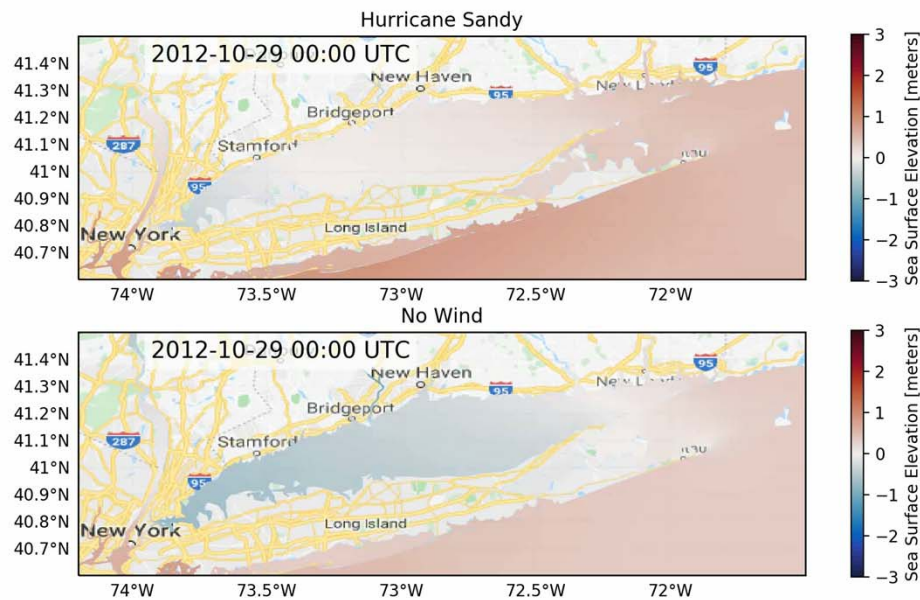 Hurricane Sandy
2012-10-29 00:00 UTC
41.4°N
41.3°N
41.2°N
41.1°N
41°N
40.9°N
40.8°N
40.7°N
95
New Haven
95
New L
Bridgeport
287
Stamford
95
Long Island
New York
74°W
73.5°W
73°W
72.5°W
72°W
3
2
1
0
−1
−2
−3
Sea Surface Elevation [meters]
No Wind
2012-10-29 00:00 UTC
41.4°N
41.3°N
41.2°N
41.1°N
41°N
40.9°N
40.8°N
40.7°N
95
New Haven
95
New L
Bridgeport
287
Stamford
95
Long Island
New York
74°W
73.5°W
73°W
72.5°W
72°W
3
2
1
0
−1
−2
−3
Sea Surface Elevation [meters]